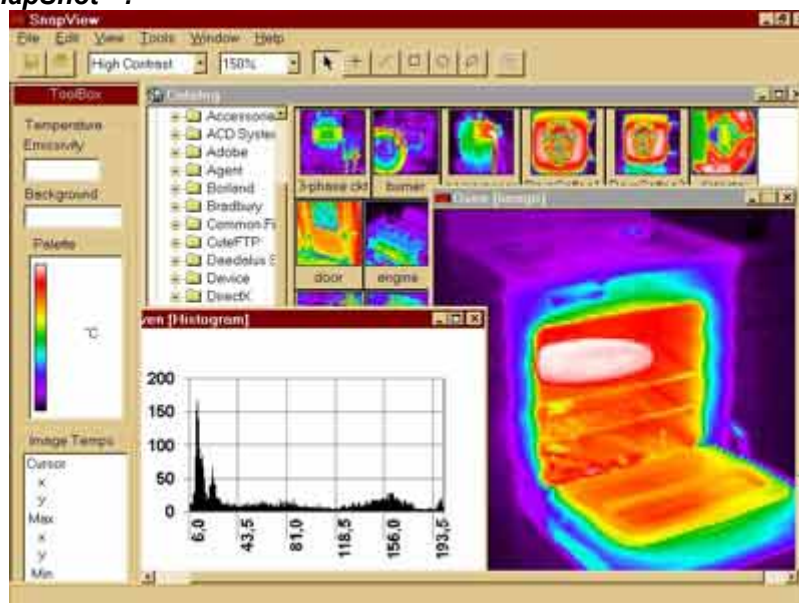 SnapView
File Edit View Tools Window Help
High Contrast 150%
ToolBox
Temperature
Emissivity
Background
Palette
°C
Image Temps
Cursor
x
y
Max
x
y
Min
Catalog
Accessories
ACD System
Adobe
Agent
Borland
Bradbury
Common Fi
CuteFTP
Daedalus S
Device
DirectX
3-phase ckt burner
door engine
Oven [Image]
ven [Histogram]
200
150
100
50
0
6,0 43,5 81,0 118,5 156,0 193,5